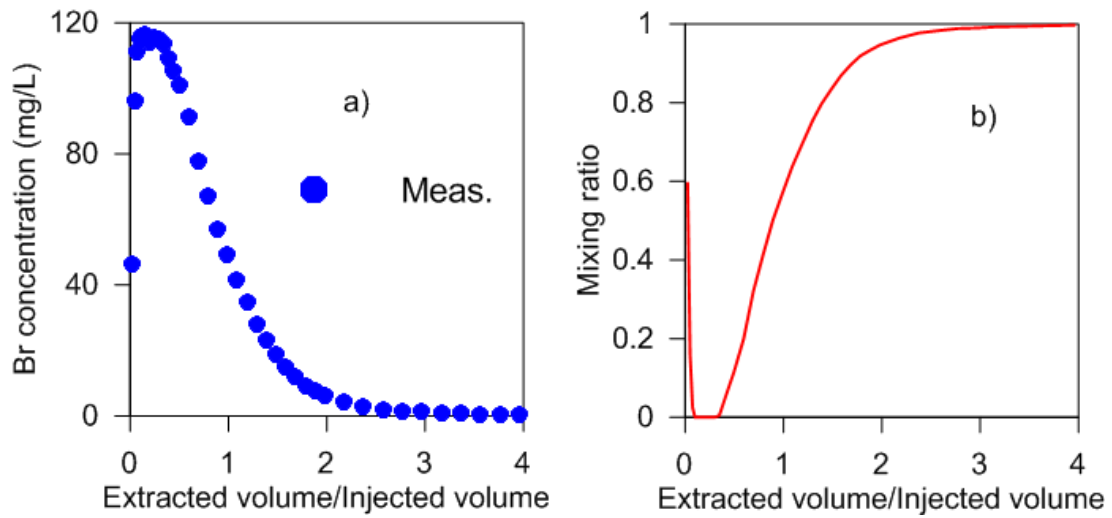 Br concentration (mg/L)
120
80
40
0
a)
Meas.
0 1 2 3 4
Extracted volume/Injected volume
Mixing ratio
1
0.8
0.6
0.4
0.2
0
b)
0 1 2 3 4
Extracted volume/Injected volume